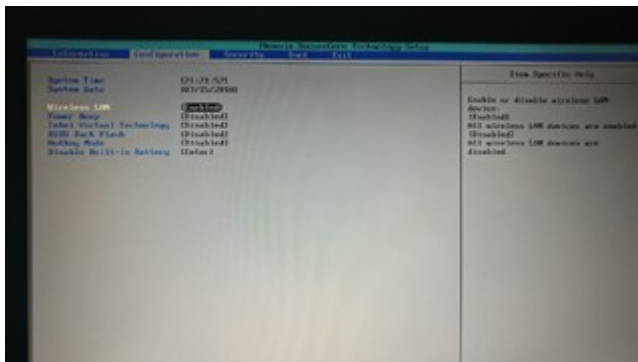 Phoenix SecureCore Technology Setup
Information Configuration Security Boot Exit
System Time
System Date
Wireless LAN [Enabled]
Power Beep [Disabled]
Intel Virtual Technology [Disabled]
BIOS Back Flash [Disabled]
HotKey Mode [Disabled]
Disable Built-in Battery [Enter]
Item Specific Help
Enable or disable wireless LAN
device.
[Enabled]
All wireless LAN devices are enabled
[Disabled]
All wireless LAN devices are
disabled.